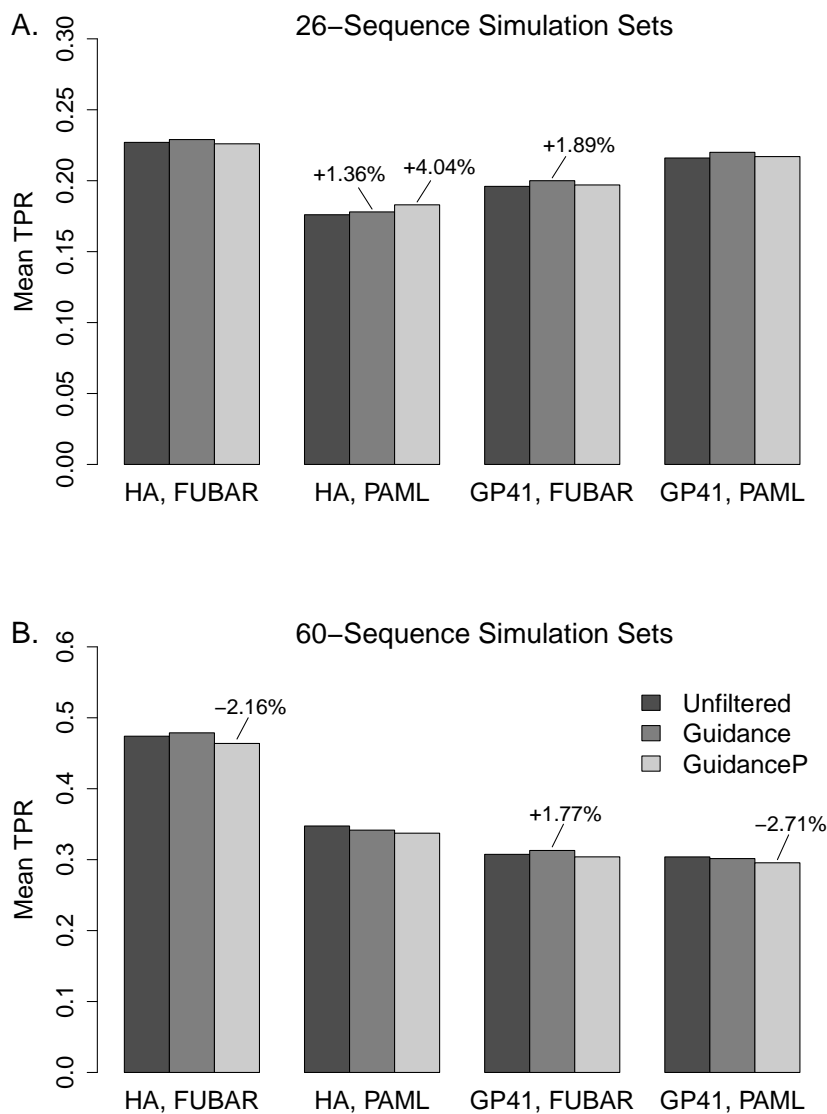 A.
26−Sequence Simulation Sets
Mean TPR
0.30
0.25
0.20
0.15
0.10
0.05
0.00
+1.36%
+4.04%
+1.89%
HA, FUBAR
HA, PAML
GP41, FUBAR
GP41, PAML
B.
60−Sequence Simulation Sets
Mean TPR
0.6
0.5
0.4
0.3
0.2
0.1
0.0
−2.16%
+1.77%
−2.71%
Unfiltered
Guidance
GuidanceP
HA, FUBAR
HA, PAML
GP41, FUBAR
GP41, PAML